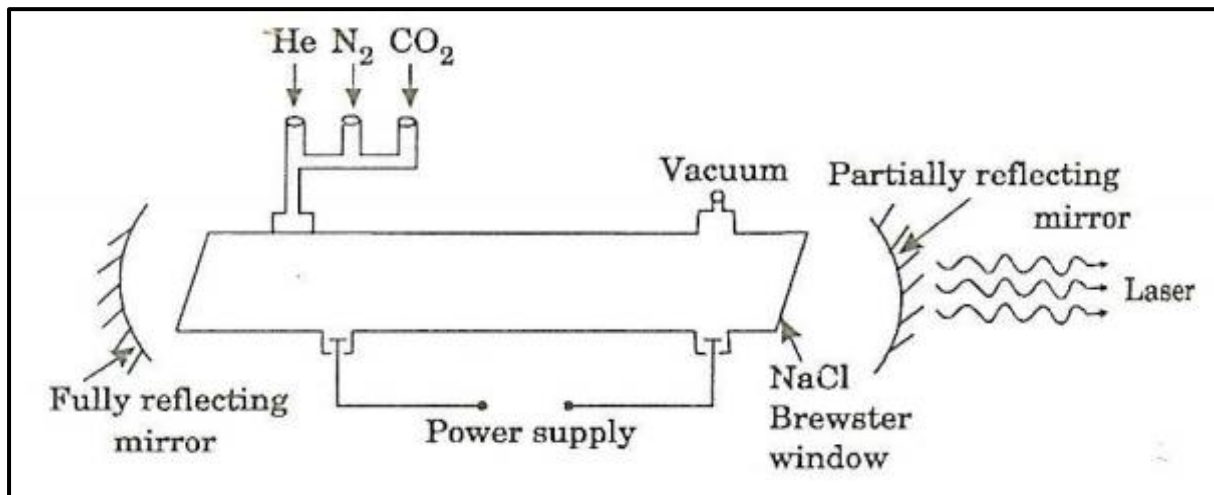 He N₂ CO₂
Vacuum
Partially reflecting
mirror
Laser
Fully reflecting
mirror
Power supply
NaCl
Brewster
window